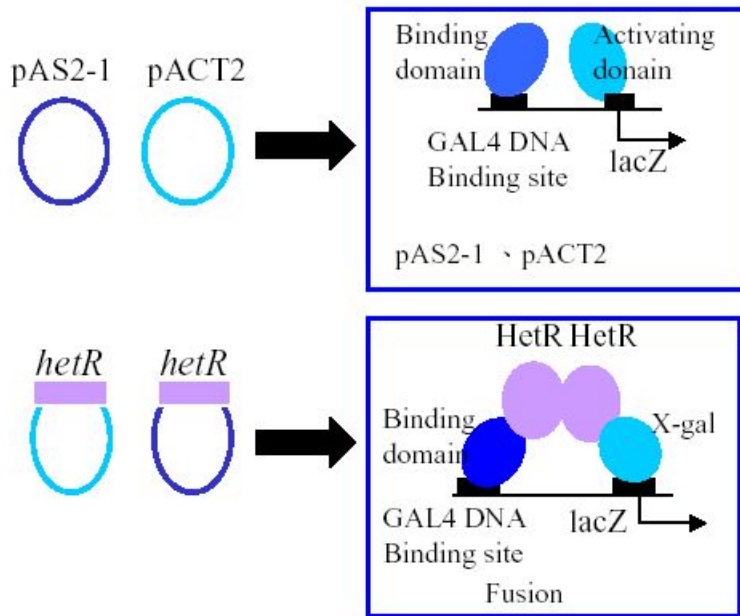 pAS2-1 pACT2
Binding domain
Activating donain
GAL4 DNA
Binding site
lacZ
pAS2-1 、pACT2
hetR hetR
HetR HetR
Binding
domain
X-gal
GAL4 DNA
Binding site
lacZ
Fusion